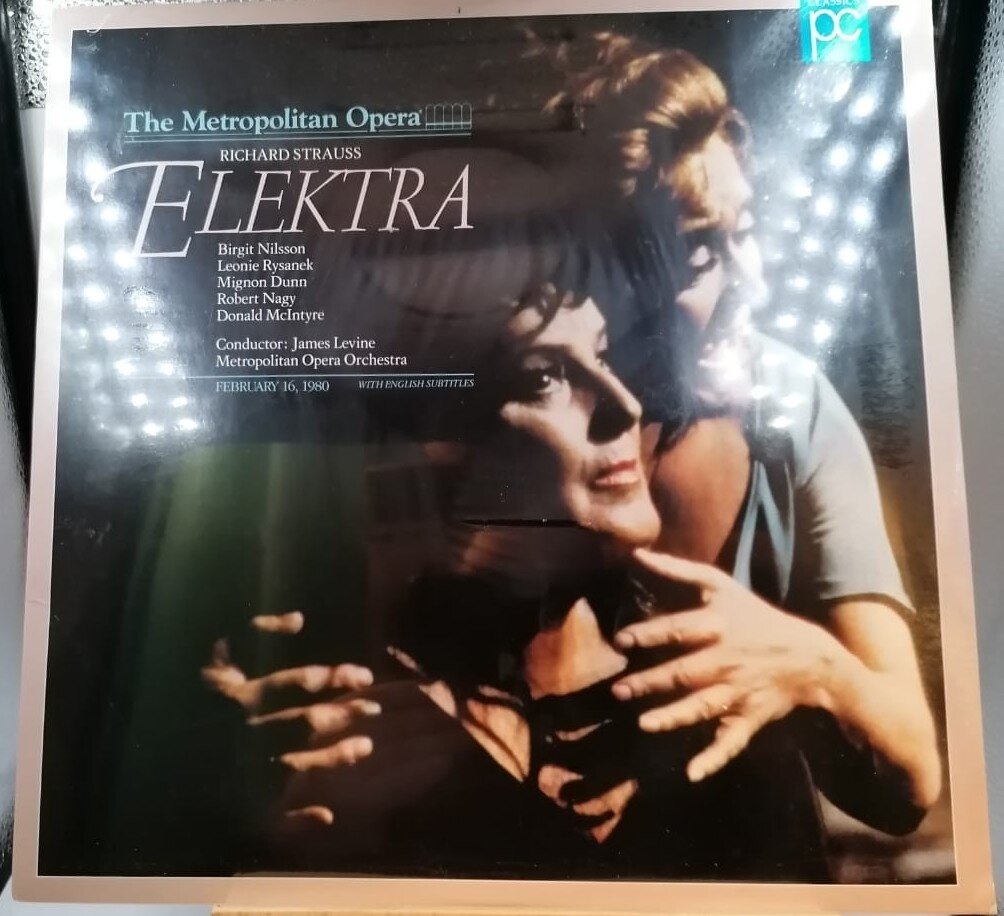 CLASSICS
pc
The Metropolitan Opera
RICHARD STRAUSS
ELEKTRA
Birgit Nilsson
Leonie Rysanek
Mignon Dunn
Robert Nagy
Donald McIntyre
Conductor: James Levine
Metropolitan Opera Orchestra
FEBRUARY 16, 1980 WITH ENGLISH SUBTITLES